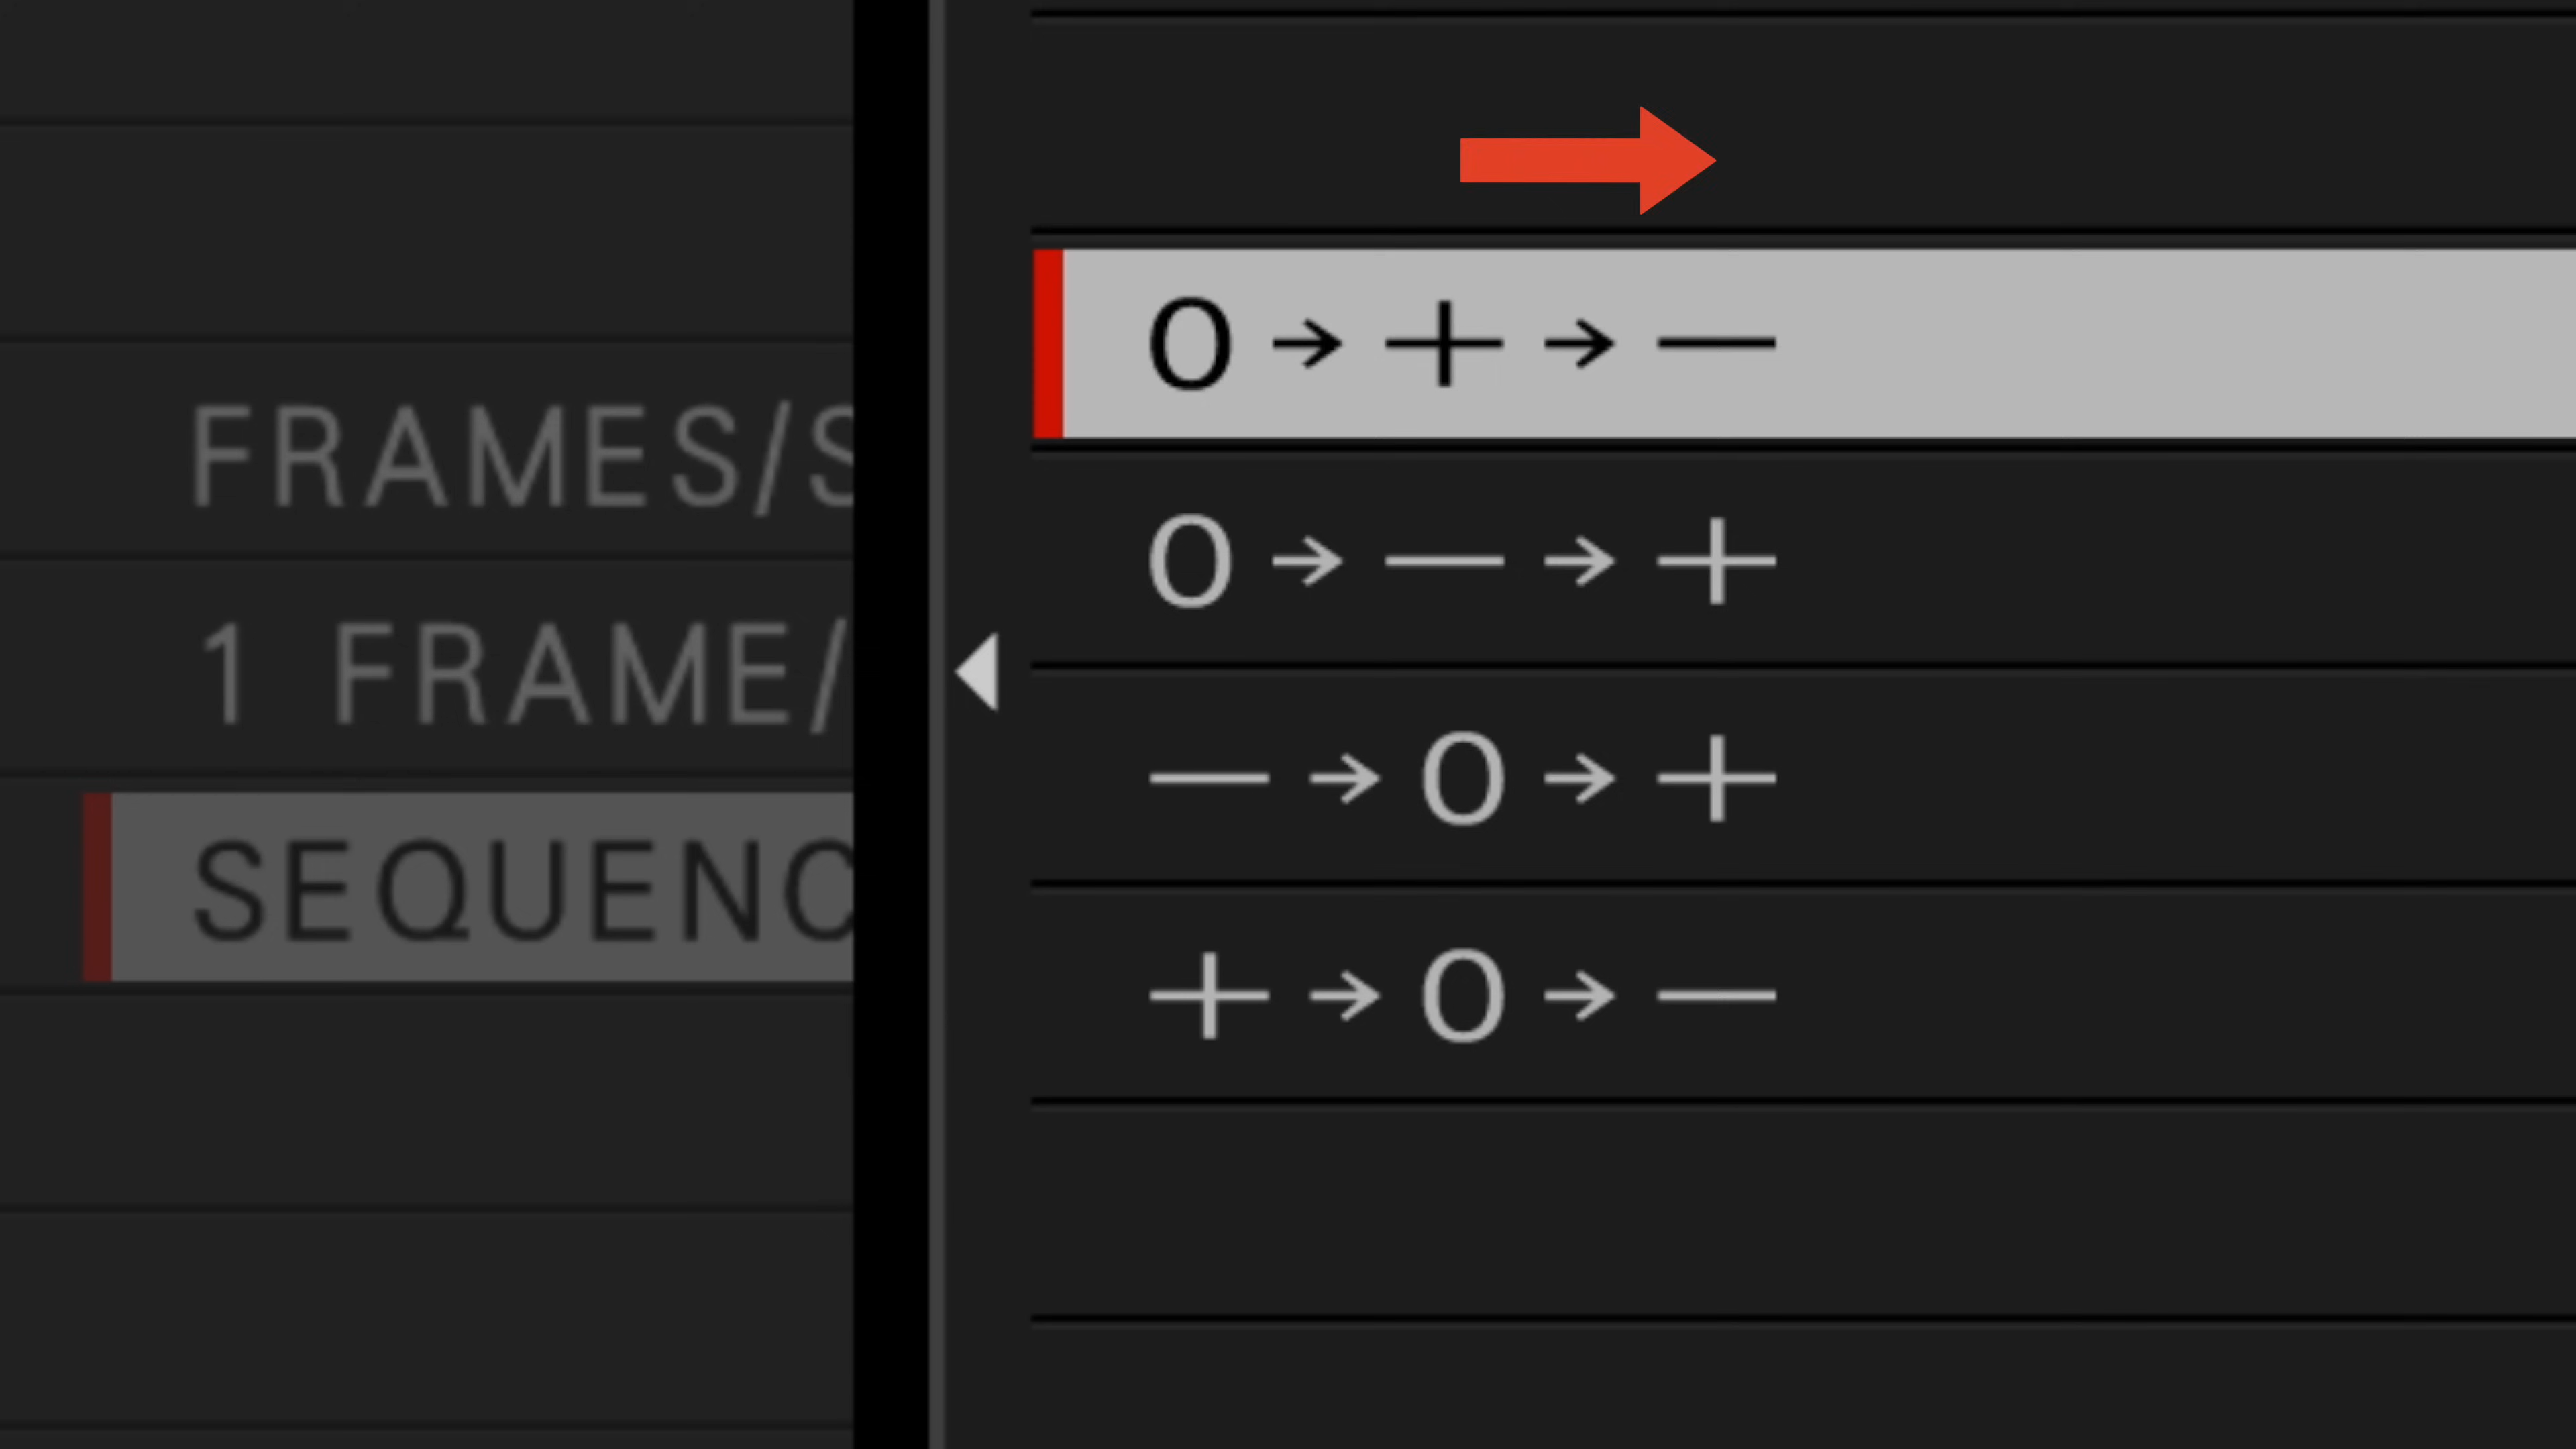 FRAMES/S
1 FRAME/
SEQUENC
0 → + → −
0 → − → +
− → 0 → +
+ → 0 → −